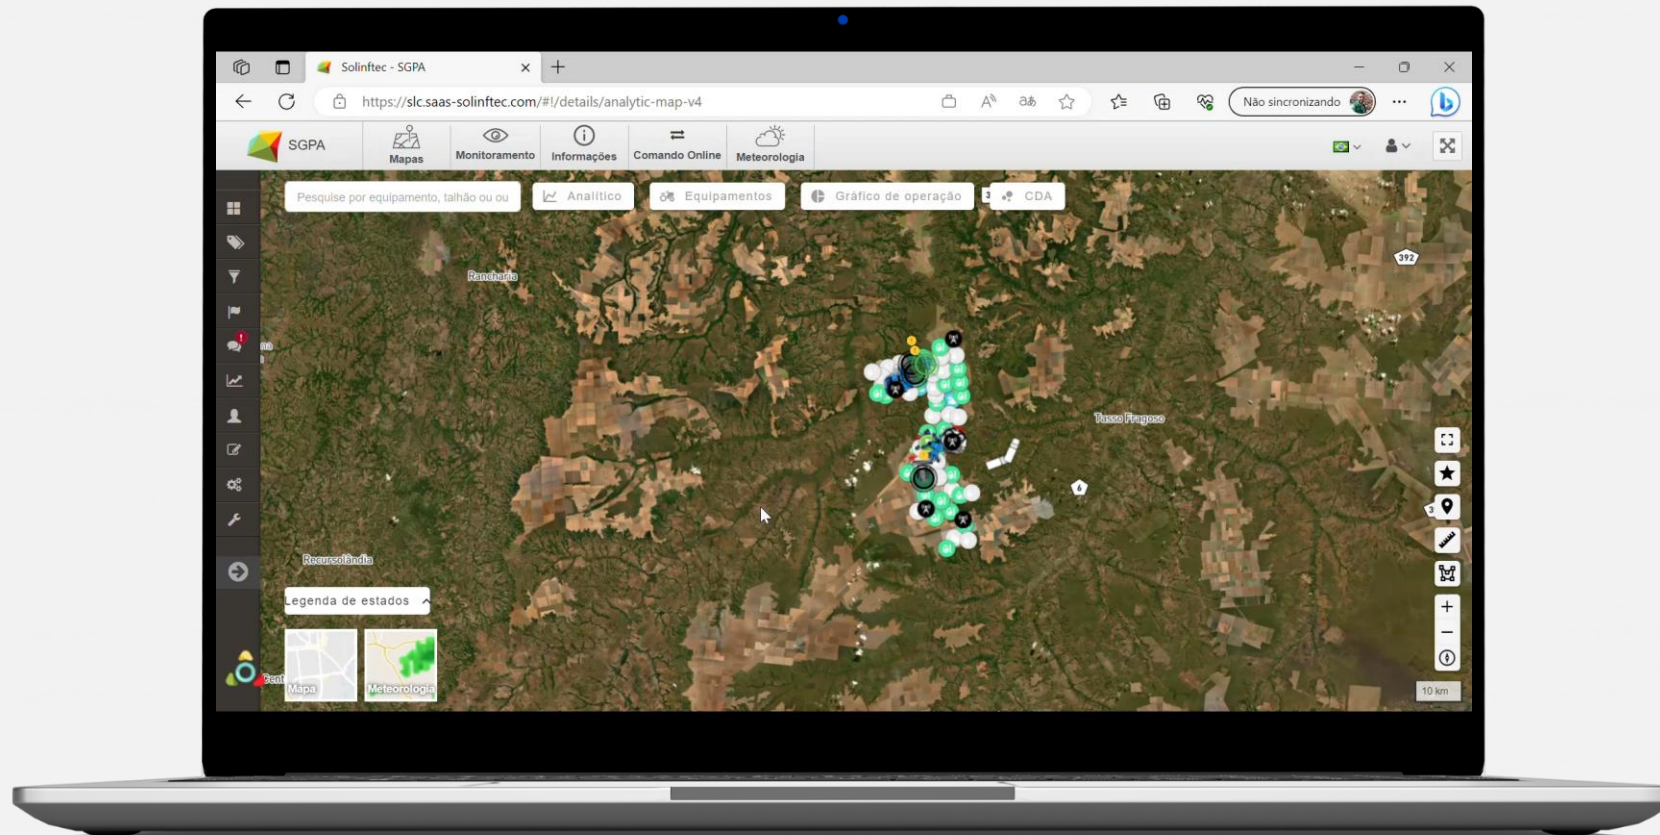 Solinftec - SGPA
https://slc.saas-solinftec.com/#!/details/analytic-map-v4
Não sincronizando
SGPA
Mapas
Monitoramento
Informações
Comando Online
Meteorologia
Pesquise por equipamento, talhão ou ou
Analítico
Equipamentos
Gráfico de operação
CDA
Rancharia
392
Tasso Fragoso
6
Recursolândia
Legenda de estados
Mapa
Meteorologia
10 km